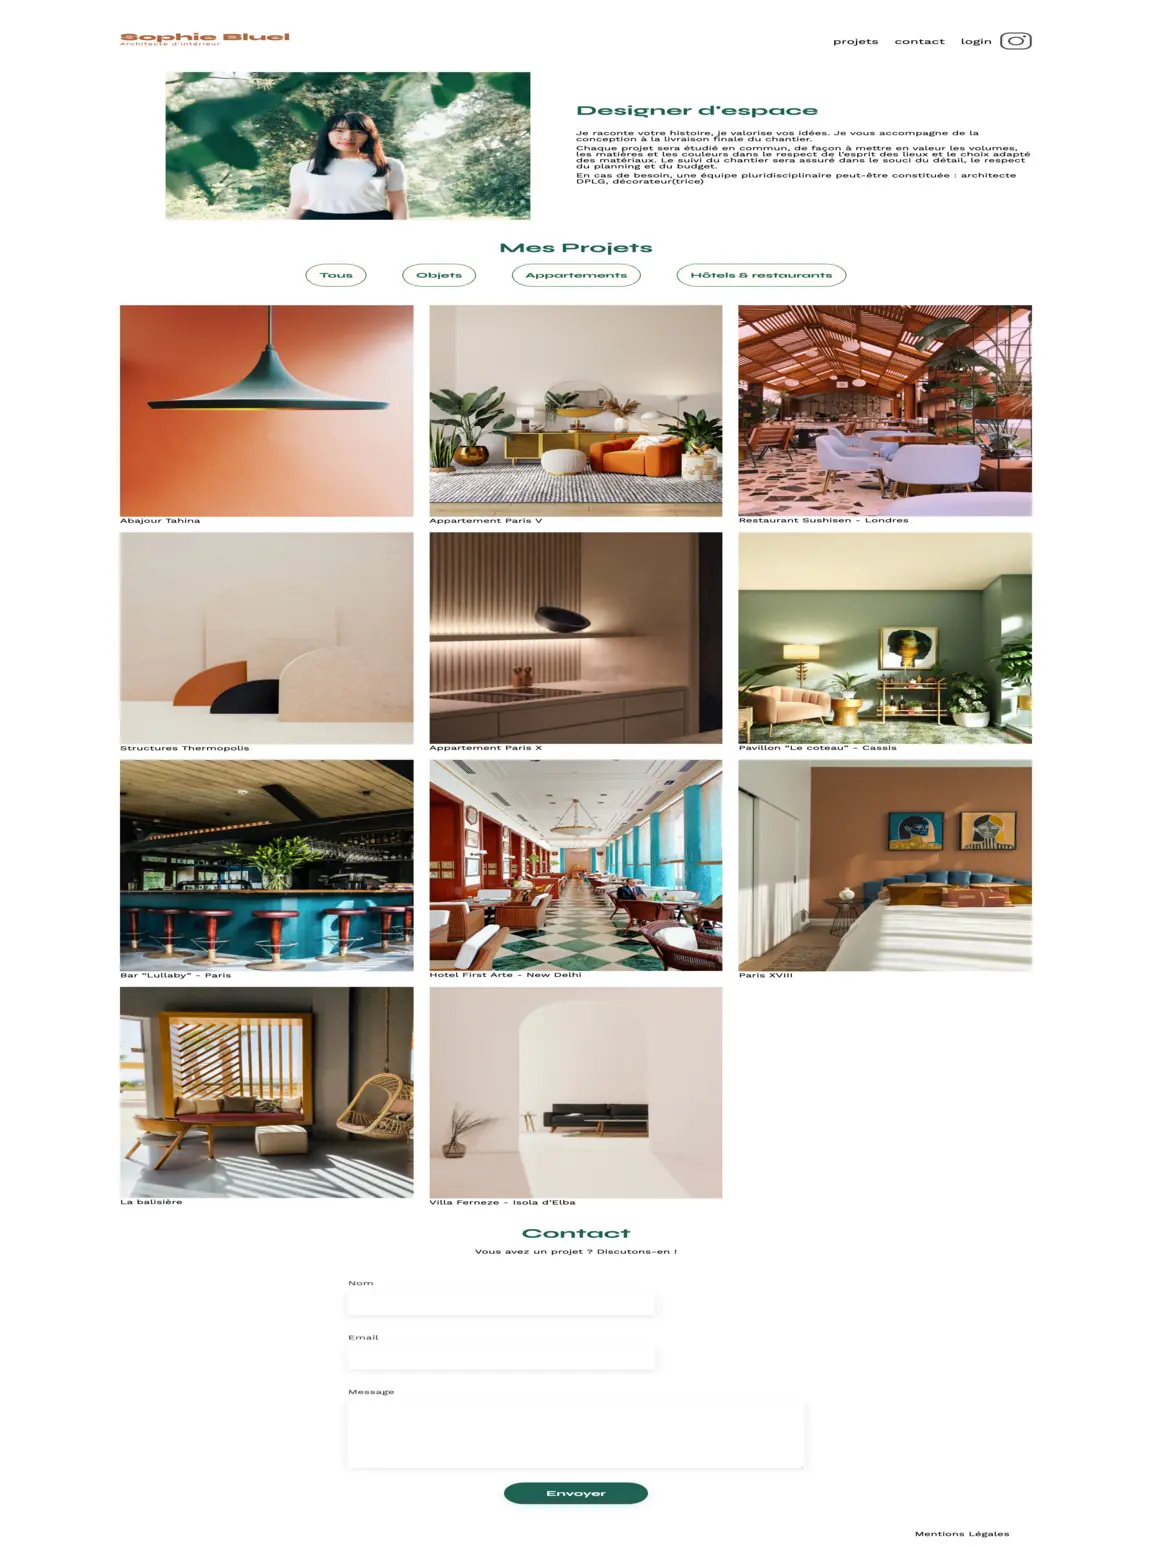 Sophie Bluel
Architecte d'intérieur
projets contact login
Designer d'espace
Je raconte votre histoire, je valorise vos idées. Je vous accompagne de la
conception à la livraison finale du chantier.
Chaque projet sera étudié en commun, de façon à mettre en valeur les volumes,
les matières et les couleurs dans le respect de l'esprit des lieux et le choix adapté
des matériaux. Le suivi du chantier sera assuré dans le souci du détail, le respect
du planning et du budget.
En cas de besoin, une équipe pluridisciplinaire peut-être constituée : architecte
DPLG, décorateur(trice)
Mes Projets
Tous Objets Appartements Hôtels & restaurants
Abajour Tahina
Appartement Paris V
Restaurant Sushisen - Londres
Structures Thermopolis
Appartement Paris X
Pavillon "Le coteau" - Cassis
Bar "Lullaby" - Paris
Hotel First Arte - New Delhi
Paris XVIII
La balisière
Villa Ferneze - Isola d'Elba
Contact
Vous avez un projet ? Discutons-en !
Nom
Email
Message
Envoyer
Mentions Légales